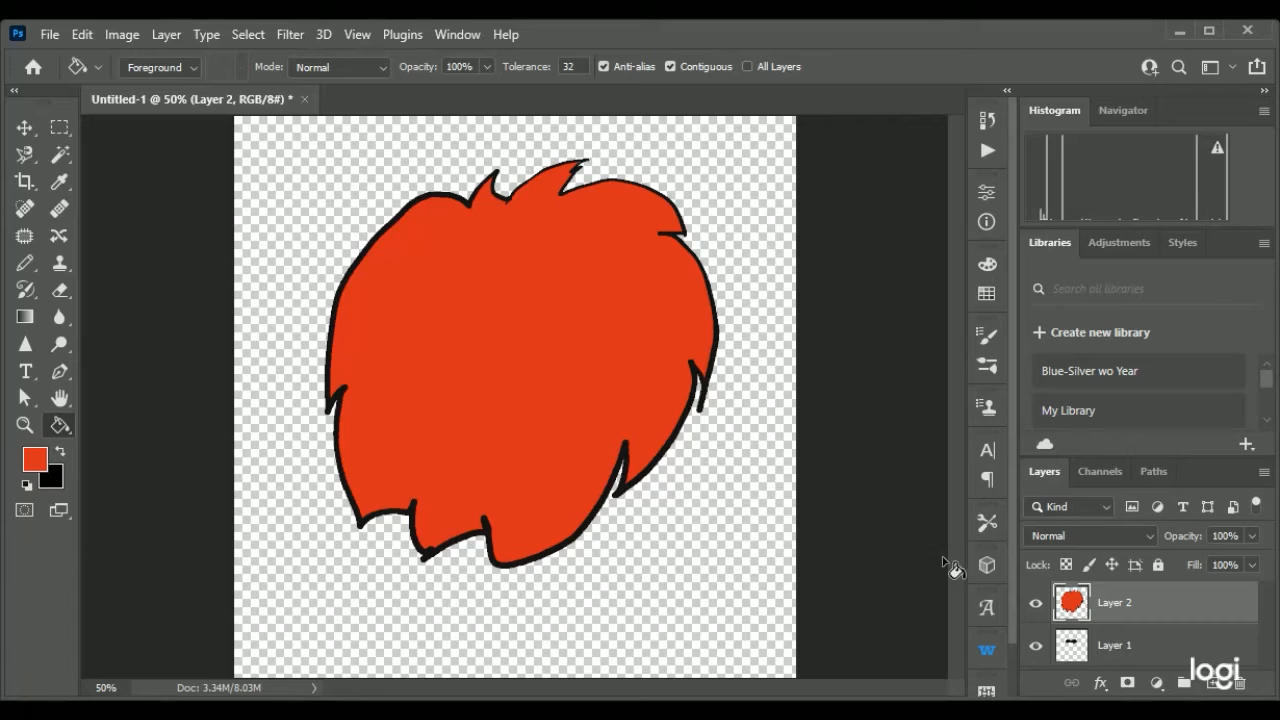 Ps File Edit Image Layer Type Select Filter 3D View Plugins Window Help
Foreground Mode: Normal Opacity: 100% Tolerance: 32 Anti-alias Contiguous All Layers
Untitled-1 @ 50% (Layer 2, RGB/8#) * ×
Histogram Navigator
Libraries Adjustments Styles
Search all libraries
+ Create new library
Blue-Silver wo Year
My Library
Layers Channels Paths
Kind
Normal Opacity: 100%
Lock: Fill: 100%
Layer 2
Layer 1
logi
50% Doc: 3.34M/8.03M